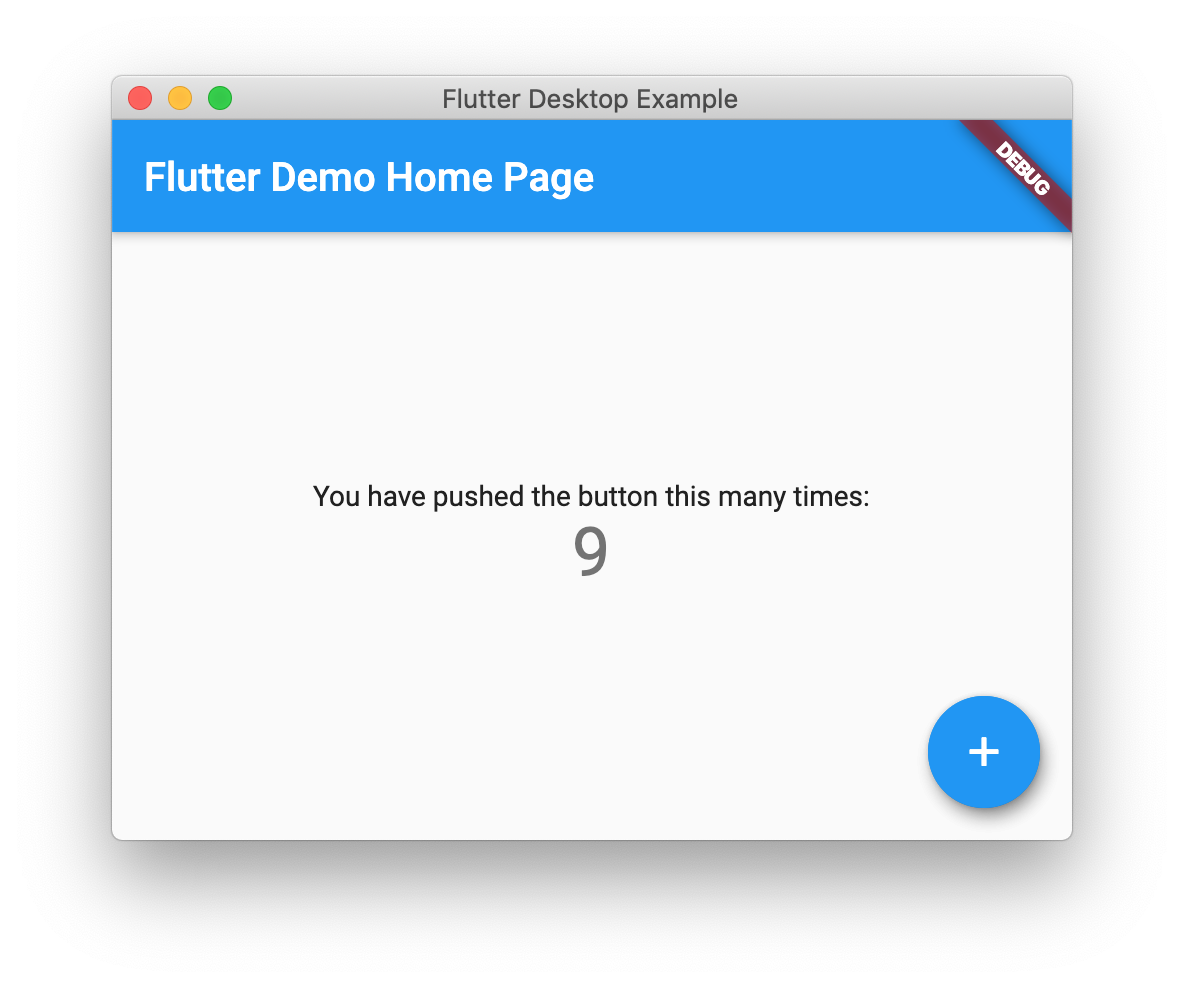 Flutter Desktop Example
Flutter Demo Home Page
DEBUG
You have pushed the button this many times:
9
+